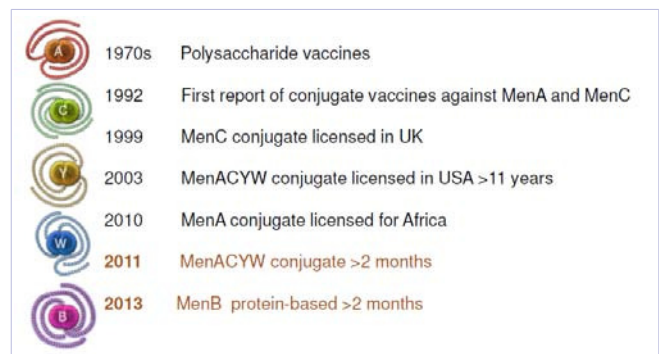 A
1970s Polysaccharide vaccines
1992 First report of conjugate vaccines against MenA and MenC
C
1999 MenC conjugate licensed in UK
Y
2003 MenACYW conjugate licensed in USA >11 years
2010 MenA conjugate licensed for Africa
W
2011 MenACYW conjugate >2 months
2013 MenB protein-based >2 months
B